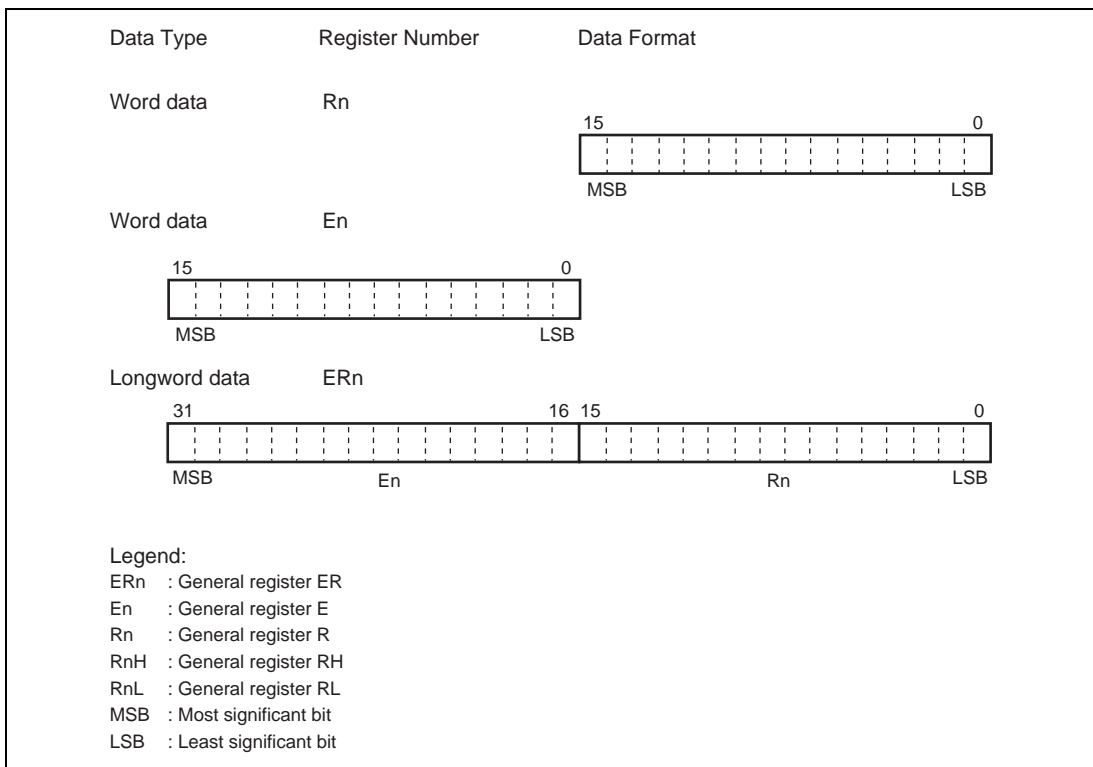 Data Type Register Number Data Format
Word data Rn
15 0
MSB LSB
Word data En
15 0
MSB LSB
Longword data ERn
31 16 15 0
MSB En Rn LSB
Legend:
ERn : General register ER
En : General register E
Rn : General register R
RnH : General register RH
RnL : General register RL
MSB : Most significant bit
LSB : Least significant bit